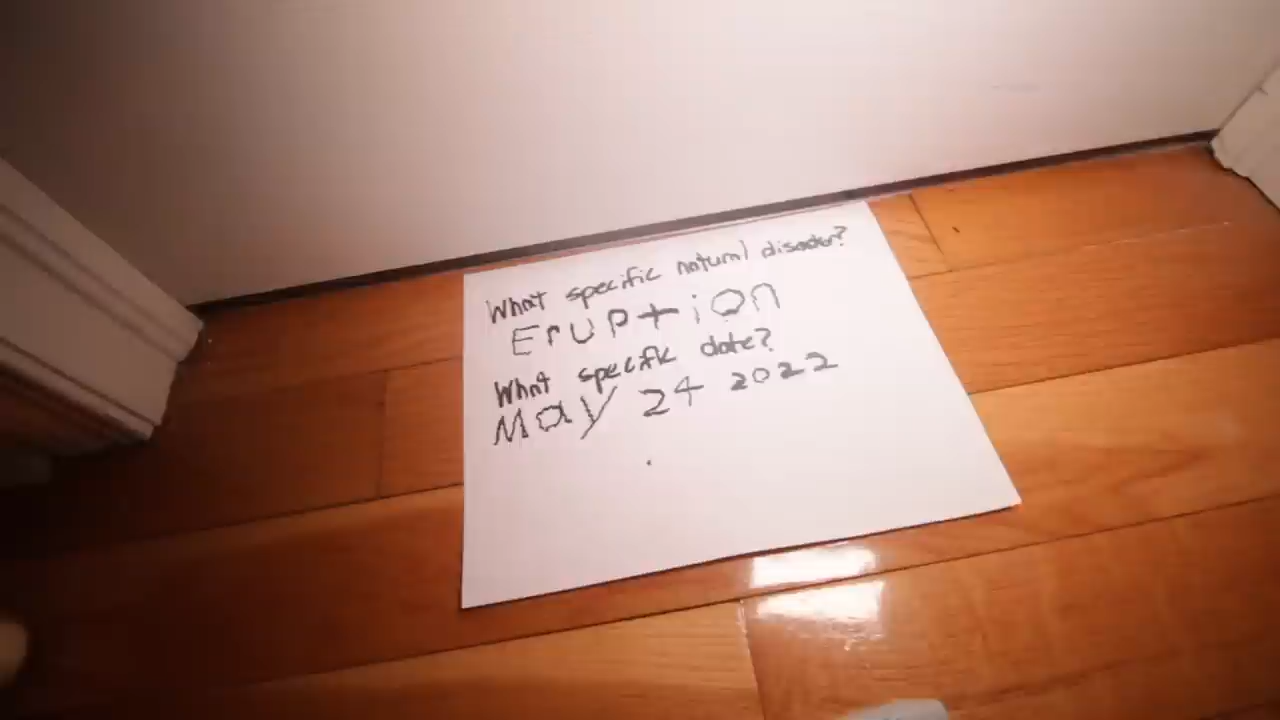 What specific natural disaster?
Eruption
What specific date?
May 24 2022